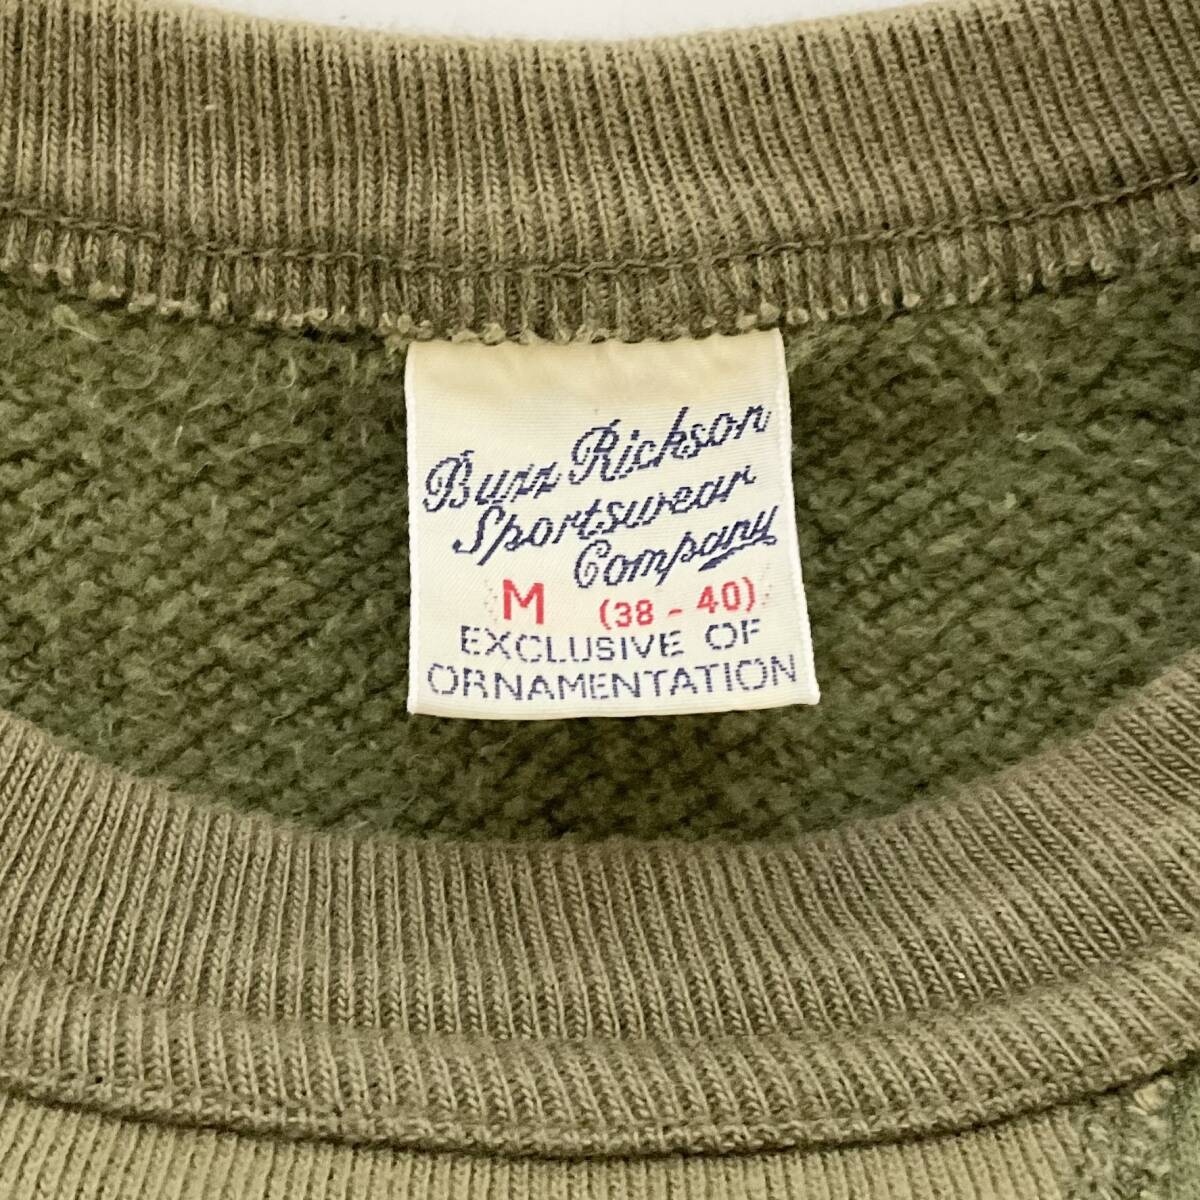 Buzz Rickson
Sportswear
Company
M (38 - 40)
EXCLUSIVE OF
ORNAMENTATION